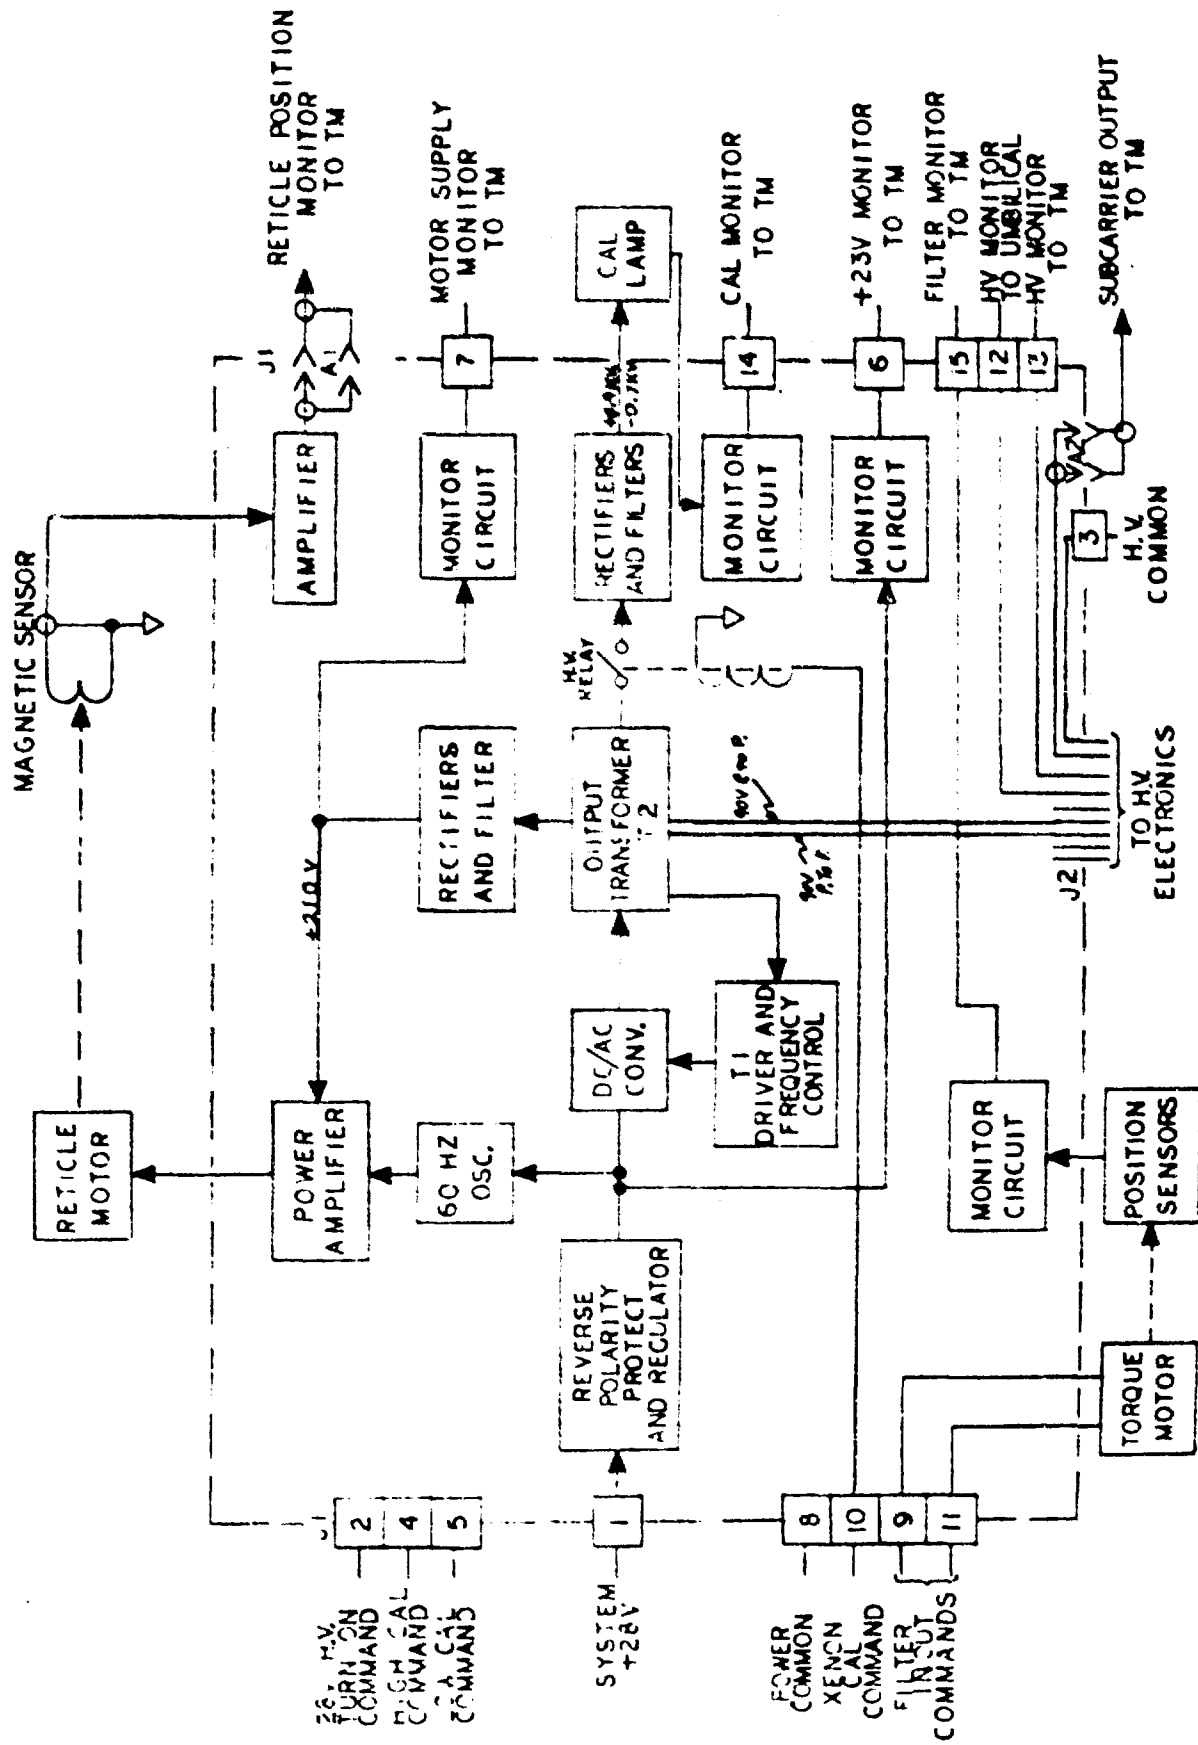 MAGNETIC SENSOR
RETICLE
MOTOR
J1
A1
RETICLE POSITION
MONITOR
TO TM
AMPLIFIER
POWER
AMPLIFIER
+210V
MOTOR SUPPLY
MONITOR
TO TM
7
MONITOR
CIRCUIT
RECTIFIERS
AND FILTER
60 HZ
OSC.
2
4
5
TURN ON
COMMAND
COMMAND
CAL
COMMAND
SYSTEM
+28V
1
REVERSE
POLARITY
PROTECT
AND REGULATOR
DC/AC
CONV.
OUTPUT
TRANSFORMER
T2
H.V.
RELAY
RECTIFIERS
AND FILTERS
CAL
LAMP
T1
DRIVER AND
FREQUENCY
CONTROL
MONITOR
CIRCUIT
14
CAL MONITOR
TO TM
MONITOR
CIRCUIT
6
+23V MONITOR
TO TM
POWER
COMMON
XENON
CAL
COMMAND
FILTER
INPUT
COMMANDS
8
10
9
11
MONITOR
CIRCUIT
15
12
13
FILTER MONITOR
TO TM
HV MONITOR
TO UMBILICAL
HV MONITOR
TO TM
TORQUE
MOTOR
POSITION
SENSORS
J2
TO H.V.
ELECTRONICS
3
H.V.
COMMON
A2
SUBCARRIER OUTPUT
TO TM